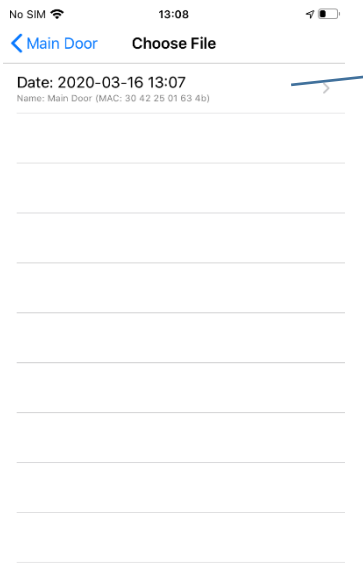 No SIM 13:08
Main Door Choose File
Date: 2020-03-16 13:07
Name: Main Door (MAC: 30 42 25 01 63 4b)